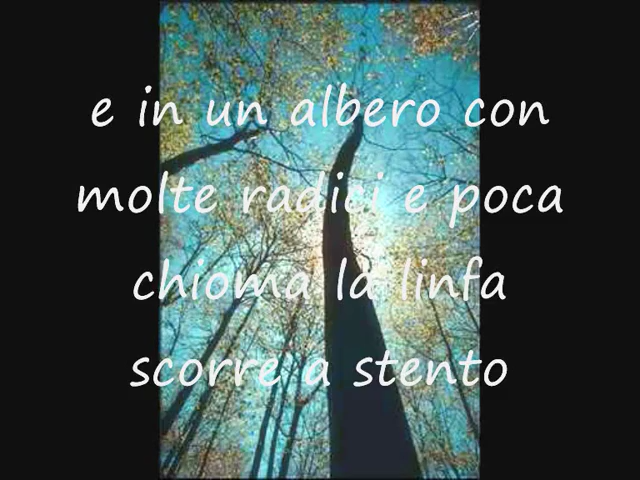 e in un albero con
molte radici e poca
chioma la linfa
scorre a stento